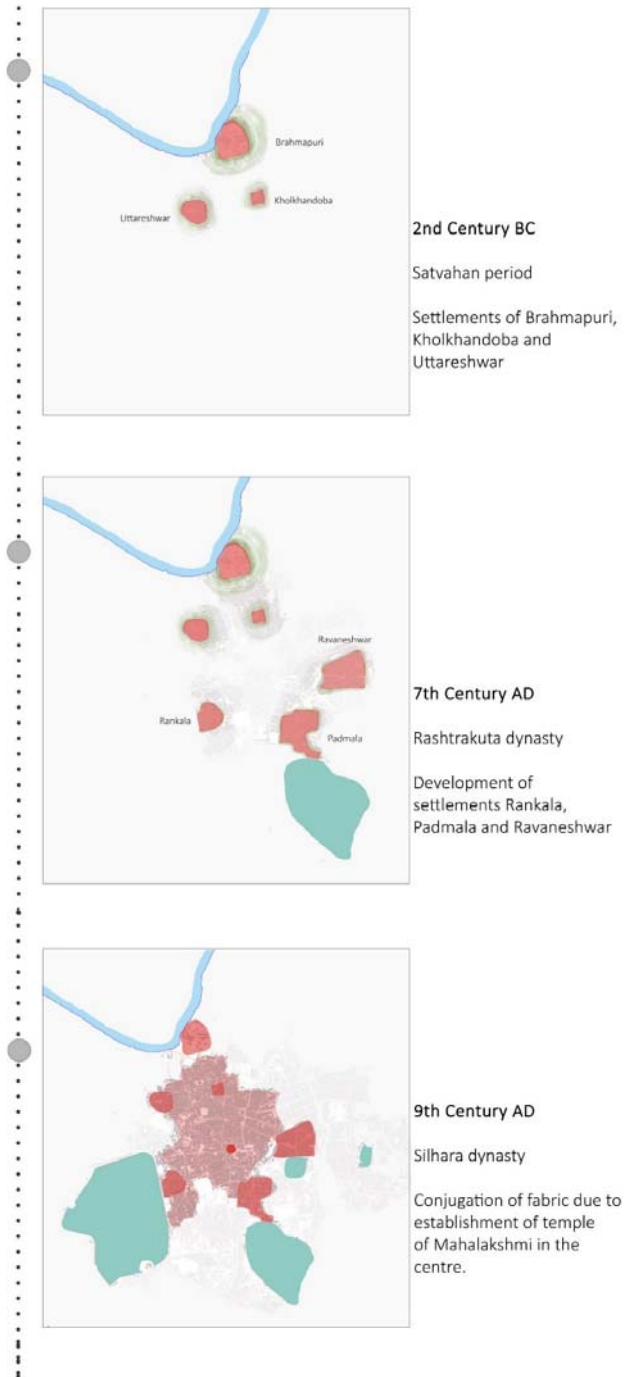 Brahmapuri
Kholkhandoba
Uttareshwar
2nd Century BC
Satvahan period
Settlements of Brahmapuri,
Kholkhandoba and
Uttareshwar
Ravaneshwar
Rankala
Padmala
7th Century AD
Rashtrakuta dynasty
Development of
settlements Rankala,
Padmala and Ravaneshwar
9th Century AD
Silhara dynasty
Conjugation of fabric due to
establishment of temple
of Mahalakshmi in the
centre.